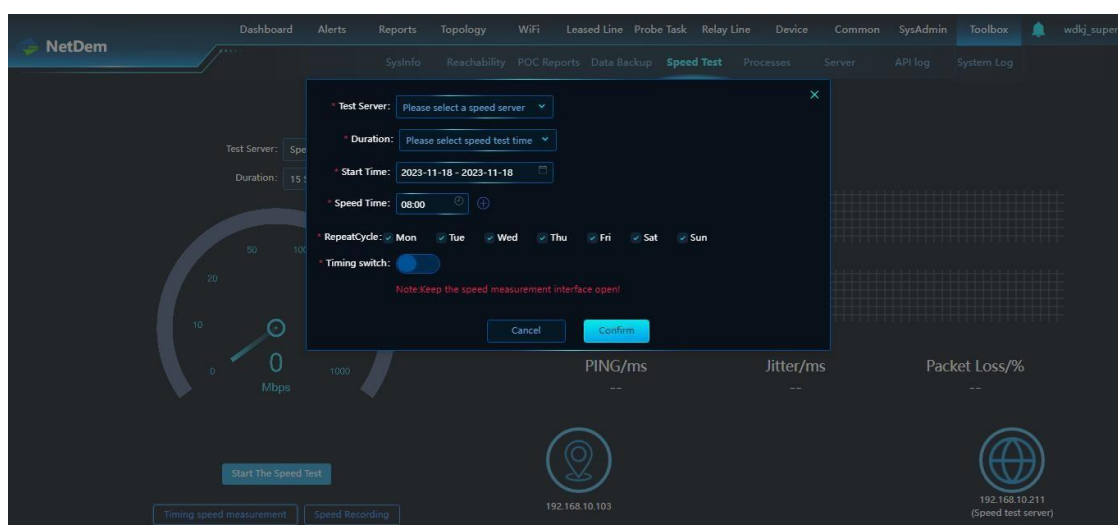 Dashboard Alerts Reports Topology WiFi Leased Line Probe Task Relay Line Device Common SysAdmin Toolbox wdkj_super
NetDem
SysInfo Reachability POC Reports Data Backup Speed Test Processes Server API log System Log
* Test Server: Please select a speed server
* Duration: Please select speed test time
Test Server: Spe
* Start Time: 2023-11-18 - 2023-11-18
Duration: 15 S
* Speed Time: 08:00
* RepeatCycle: Mon Tue Wed Thu Fri Sat Sun
50 100
* Timing switch:
20
Note:Keep the speed measurement interface open!
10
Cancel Confirm
0 0 1000
Mbps
PING/ms Jitter/ms Packet Loss/%
-- -- --
Start The Speed Test
192.168.10.103
192.168.10.211
(Speed test server)
Timing speed measurement Speed Recording